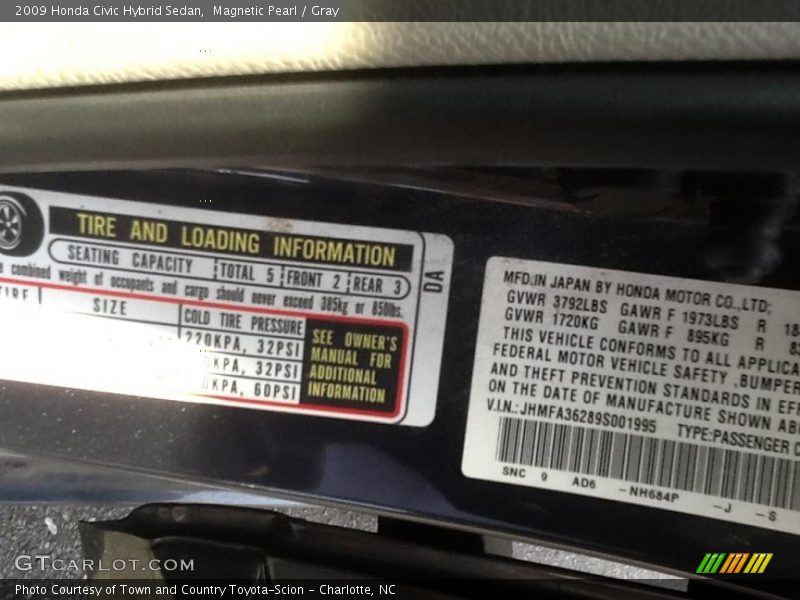 2009 Honda Civic Hybrid Sedan, Magnetic Pearl / Gray
TIRE AND LOADING INFORMATION
SEATING CAPACITY TOTAL 5 FRONT 2 REAR 3
combined weight of occupants and cargo should never exceed 385kg or 850lbs.
SIZE COLD TIRE PRESSURE
220KPA, 32PSI
KPA, 32PSI
KPA, 60PSI
SEE OWNER'S
MANUAL FOR
ADDITIONAL
INFORMATION
DA
MFD.IN JAPAN BY HONDA MOTOR CO.,LTD;
GVWR 3792LBS GAWR F 1973LBS R 18
GVWR 1720KG GAWR F 895KG R 8
THIS VEHICLE CONFORMS TO ALL APPLICA
FEDERAL MOTOR VEHICLE SAFETY ,BUMPER
AND THEFT PREVENTION STANDARDS IN EFF
ON THE DATE OF MANUFACTURE SHOWN AB
V.I.N.:JHMFA36289S001995 TYPE:PASSENGER C
SNC 9 AD6 -NH684P -J -S
GTCARLOT.COM
Photo Courtesy of Town and Country Toyota-Scion - Charlotte, NC